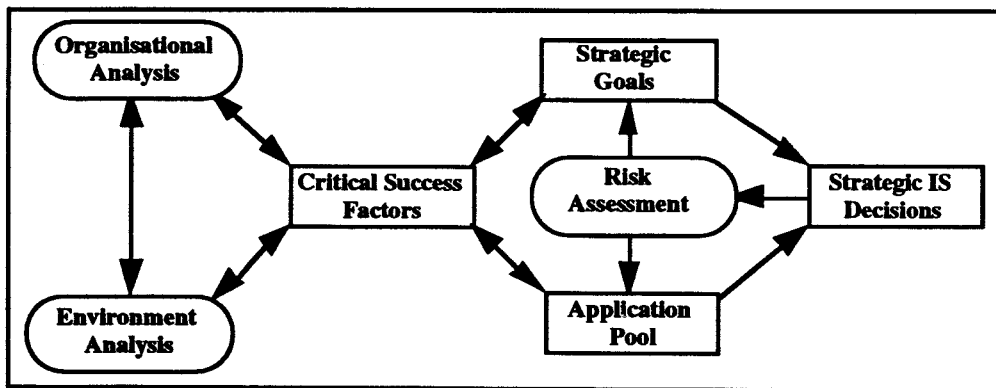 Organisational
Analysis
Strategic
Goals
Critical Success
Factors
Risk
Assessment
Strategic IS
Decisions
Environment
Analysis
Application
Pool